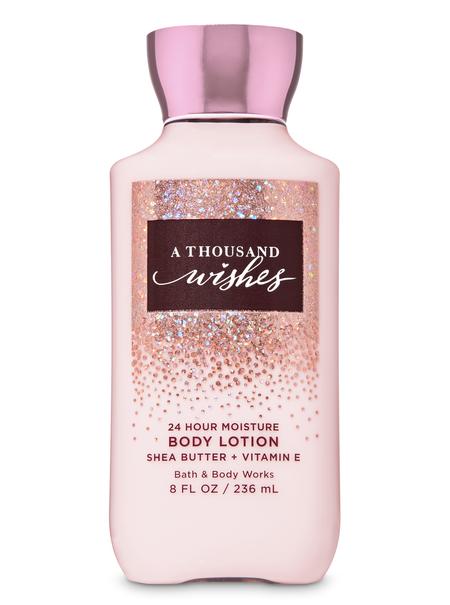 A THOUSAND
wishes
24 HOUR MOISTURE
BODY LOTION
SHEA BUTTER + VITAMIN E
Bath & Body Works
8 FL OZ / 236 mL